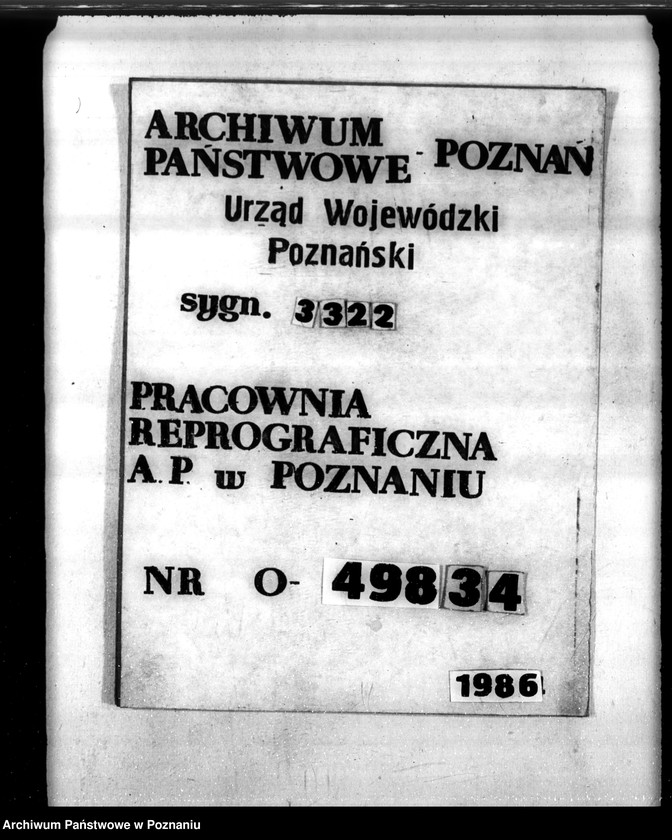 ARCHIWUM
PAŃSTWOWE - POZNAŃ
Urząd Wojewódzki
Poznański
sygn. 3322
PRACOWNIA
REPROGRAFICZNA
A.P. w POZNANIU
NR O- 49834
1986
Archiwum Państwowe w Poznaniu